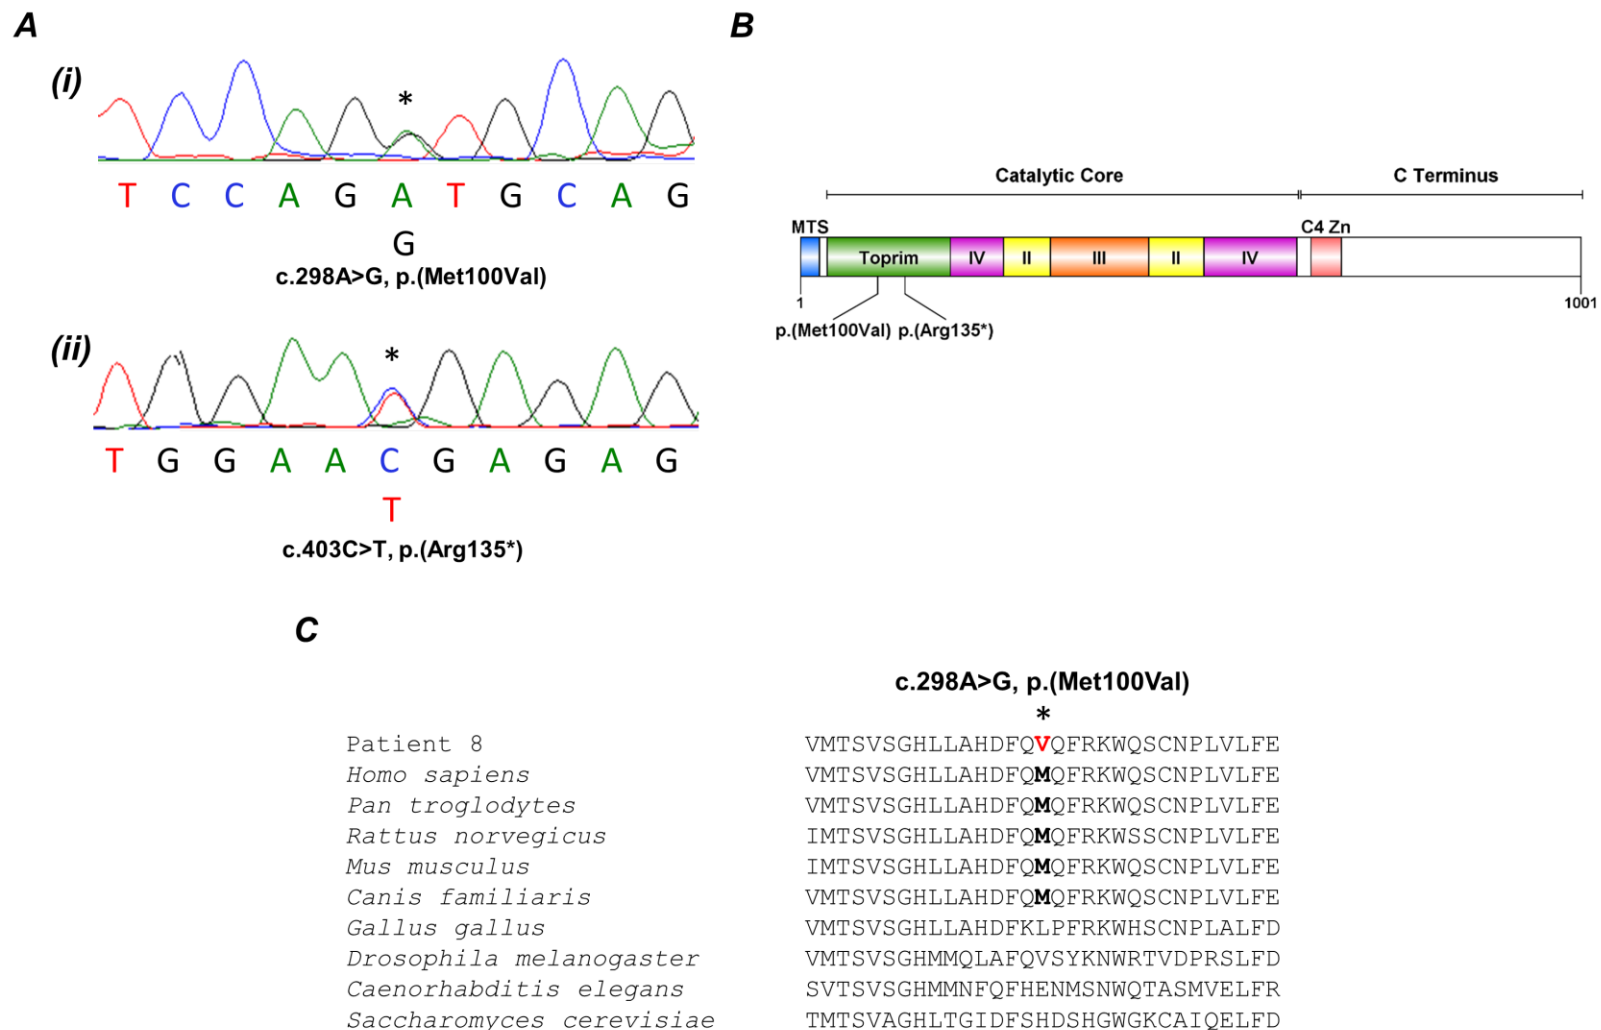 A
(i)
*
T C C A G A T G C A G
G
c.298A>G, p.(Met100Val)
(ii)
*
T G G A A C G A G A G
T
c.403C>T, p.(Arg135*)
B
Catalytic Core C Terminus
MTS C4 Zn
Toprim IV II III II IV
1 1001
p.(Met100Val) p.(Arg135*)
C
c.298A>G, p.(Met100Val)
*
Patient 8 VMTSVSGHLLAHDFQVQFRKWQSCNPLVLFE
Homo sapiens VMTSVSGHLLAHDFQMQFRKWQSCNPLVLFE
Pan troglodytes VMTSVSGHLLAHDFQMQFRKWQSCNPLVLFE
Rattus norvegicus IMTSVSGHLLAHDFQMQFRKWSSCNPLVLFE
Mus musculus IMTSVSGHLLAHDFQMQFRKWQSCNPLVLFE
Canis familiaris VMTSVSGHLLAHDFQMQFRKWQSCNPLVLFE
Gallus gallus VMTSVSGHLLAHDFKLPFRKWHSCNPLALFD
Drosophila melanogaster VMTSVSGHMMQLAFQVSYKNWRTVDPRSLFD
Caenorhabditis elegans SVTSVSGHMMNFQFHENMSNWQTASMVELFR
Saccharomyces cerevisiae TMTSVAGHLTGIDFSHDSHGWGKCAIQELFD